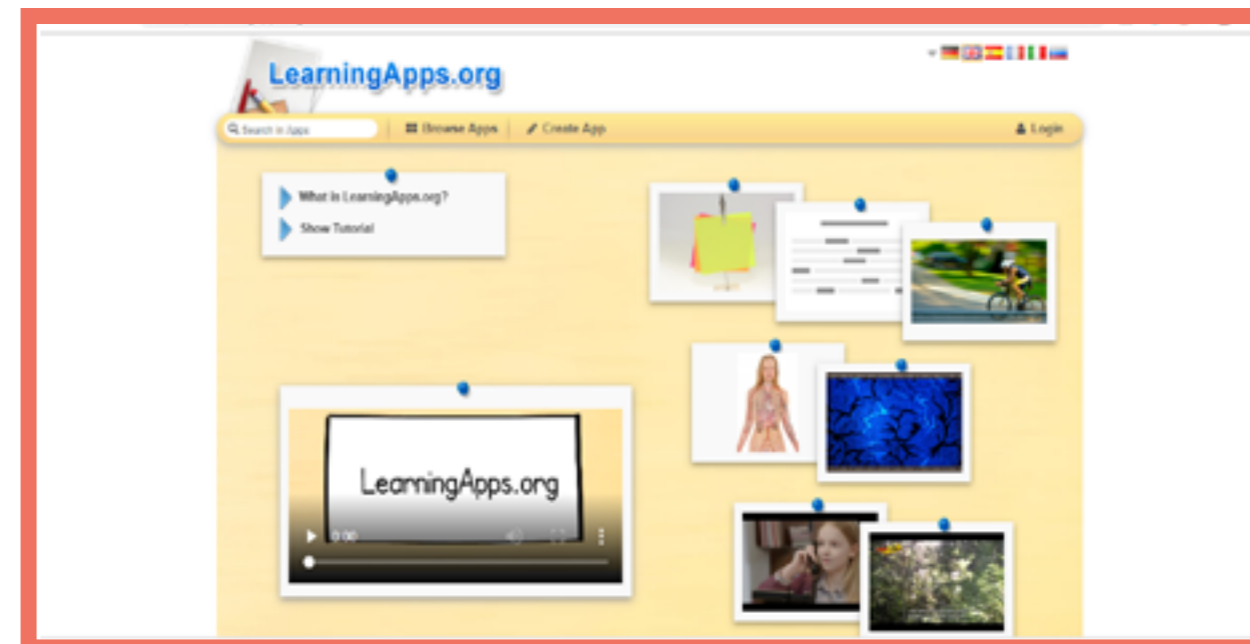 LearningApps.org
Search in Apps
Browse Apps
Create App
Login
What is LearningApps.org?
Show Tutorial
LearningApps.org
0:00